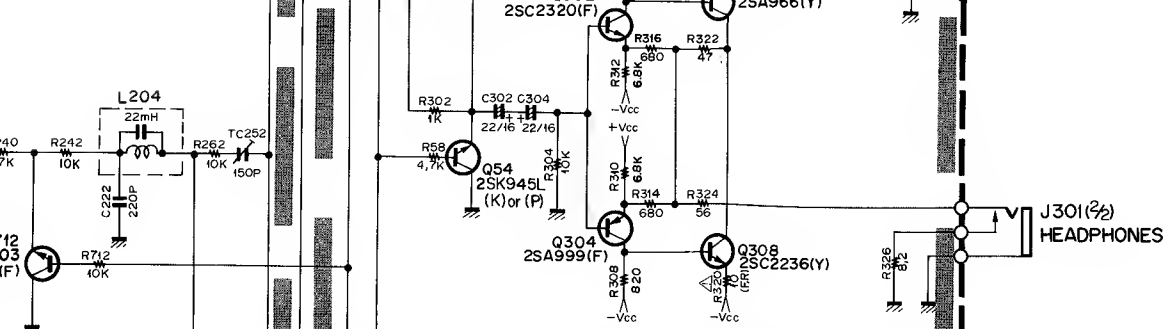 2SC2320(F)
2SA966(Y)
R316
680
R322
47
R312
6.8K
-Vcc
+Vcc
L204
22mH
R302
1K
C302
22/16
+
+
C304
22/16
R304
10K
R242
10K
R262
10K
TC252
150P
R58
4,7K
Q54
2SK945L
(K) or (P)
R310
6.8K
C222
220P
R314
680
R324
56
J301(2/2)
HEADPHONES
Q304
2SA999(F)
Q308
2SC2236(Y)
R712
10K
R308
820
R320
10
(FR)
R326
8.2
-Vcc
-Vcc